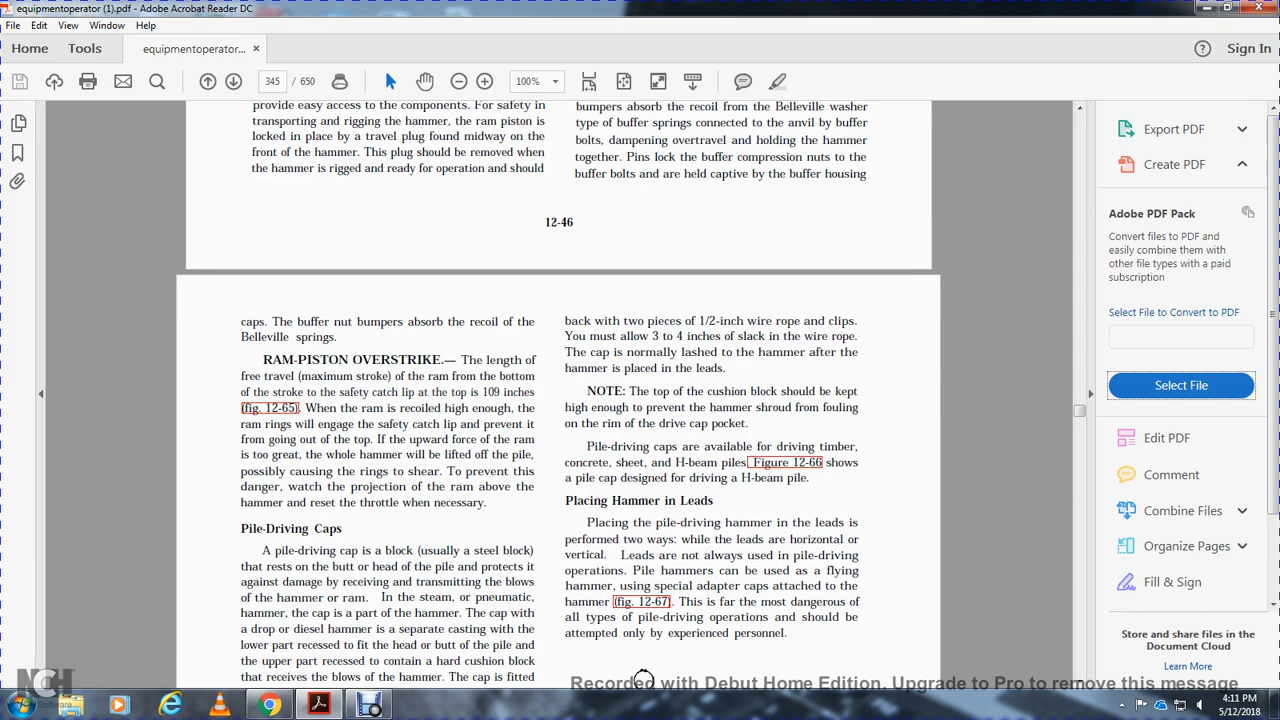 equipmentoperator (1).pdf - Adobe Acrobat Reader DC
File Edit View Window Help
Home Tools equipmentoperator... × Sign In
345 / 650 100%
provide easy access to the components. For safety in
transporting and rigging the hammer, the ram piston is
locked in place by a travel plug found midway on the
front of the hammer. This plug should be removed when
the hammer is rigged and ready for operation and should
bumpers absorb the recoil from the Belleville washer
type of buffer springs connected to the anvil by buffer
bolts, dampening overtravel and holding the hammer
together. Pins lock the buffer compression nuts to the
buffer bolts and are held captive by the buffer housing
12-46
caps. The buffer nut bumpers absorb the recoil of the
Belleville springs.
RAM-PISTON OVERSTRIKE.— The length of
free travel (maximum stroke) of the ram from the bottom
of the stroke to the safety catch lip at the top is 109 inches
(fig. 12-65). When the ram is recoiled high enough, the
ram rings will engage the safety catch lip and prevent it
from going out of the top. If the upward force of the ram
is too great, the whole hammer will be lifted off the pile,
possibly causing the rings to shear. To prevent this
danger, watch the projection of the ram above the
hammer and reset the throttle when necessary.
Pile-Driving Caps
A pile-driving cap is a block (usually a steel block)
that rests on the butt or head of the pile and protects it
against damage by receiving and transmitting the blows
of the hammer or ram. In the steam, or pneumatic,
hammer, the cap is a part of the hammer. The cap with
a drop or diesel hammer is a separate casting with the
lower part recessed to fit the head or butt of the pile and
the upper part recessed to contain a hard cushion block
that receives the blows of the hammer. The cap is fitted
back with two pieces of 1/2-inch wire rope and clips.
You must allow 3 to 4 inches of slack in the wire rope.
The cap is normally lashed to the hammer after the
hammer is placed in the leads.
NOTE: The top of the cushion block should be kept
high enough to prevent the hammer shroud from fouling
on the rim of the drive cap pocket.
Pile-driving caps are available for driving timber,
concrete, sheet, and H-beam piles. Figure 12-66 shows
a pile cap designed for driving a H-beam pile.
Placing Hammer in Leads
Placing the pile-driving hammer in the leads is
performed two ways: while the leads are horizontal or
vertical. Leads are not always used in pile-driving
operations. Pile hammers can be used as a flying
hammer, using special adapter caps attached to the
hammer (fig. 12-67). This is far the most dangerous of
all types of pile-driving operations and should be
attempted only by experienced personnel.
Export PDF
Create PDF
Adobe PDF Pack
Convert files to PDF and
easily combine them with
other file types with a paid
subscription
Select File to Convert to PDF
Select File
Edit PDF
Comment
Combine Files
Organize Pages
Fill & Sign
Store and share files in the
Document Cloud
Learn More
NCH
Software
Recorded with Debut Home Edition. Upgrade to Pro to remove this message
4:11 PM
5/12/2018